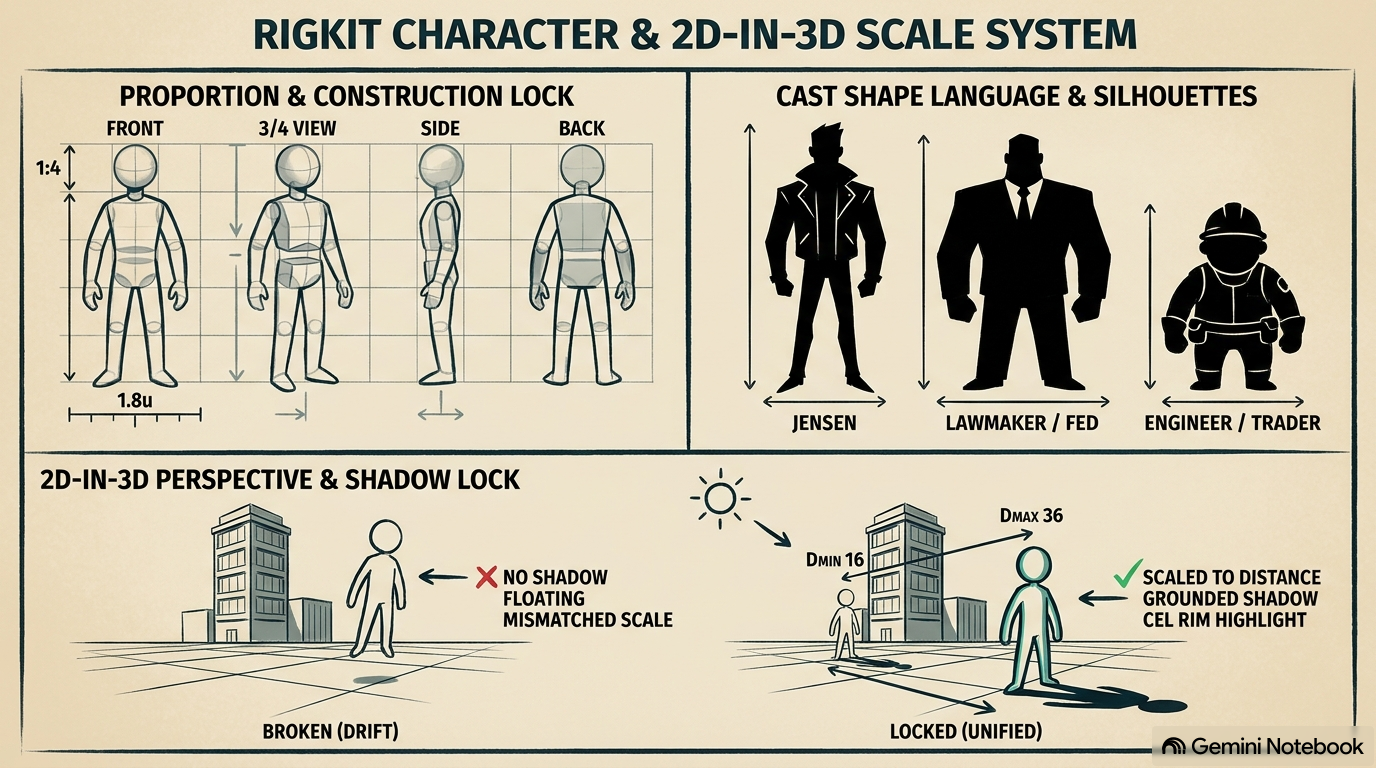 RIGKIT CHARACTER & 2D-IN-3D SCALE SYSTEM
PROPORTION & CONSTRUCTION LOCK
FRONT
3/4 VIEW
SIDE
BACK
1:4
1.8u
CAST SHAPE LANGUAGE & SILHOUETTES
JENSEN
LAWMAKER / FED
ENGINEER / TRADER
2D-IN-3D PERSPECTIVE & SHADOW LOCK
NO SHADOW
FLOATING
MISMATCHED SCALE
BROKEN (DRIFT)
DMIN 16
DMAX 36
SCALED TO DISTANCE
GROUNDED SHADOW
CEL RIM HIGHLIGHT
LOCKED (UNIFIED)
Gemini Notebook